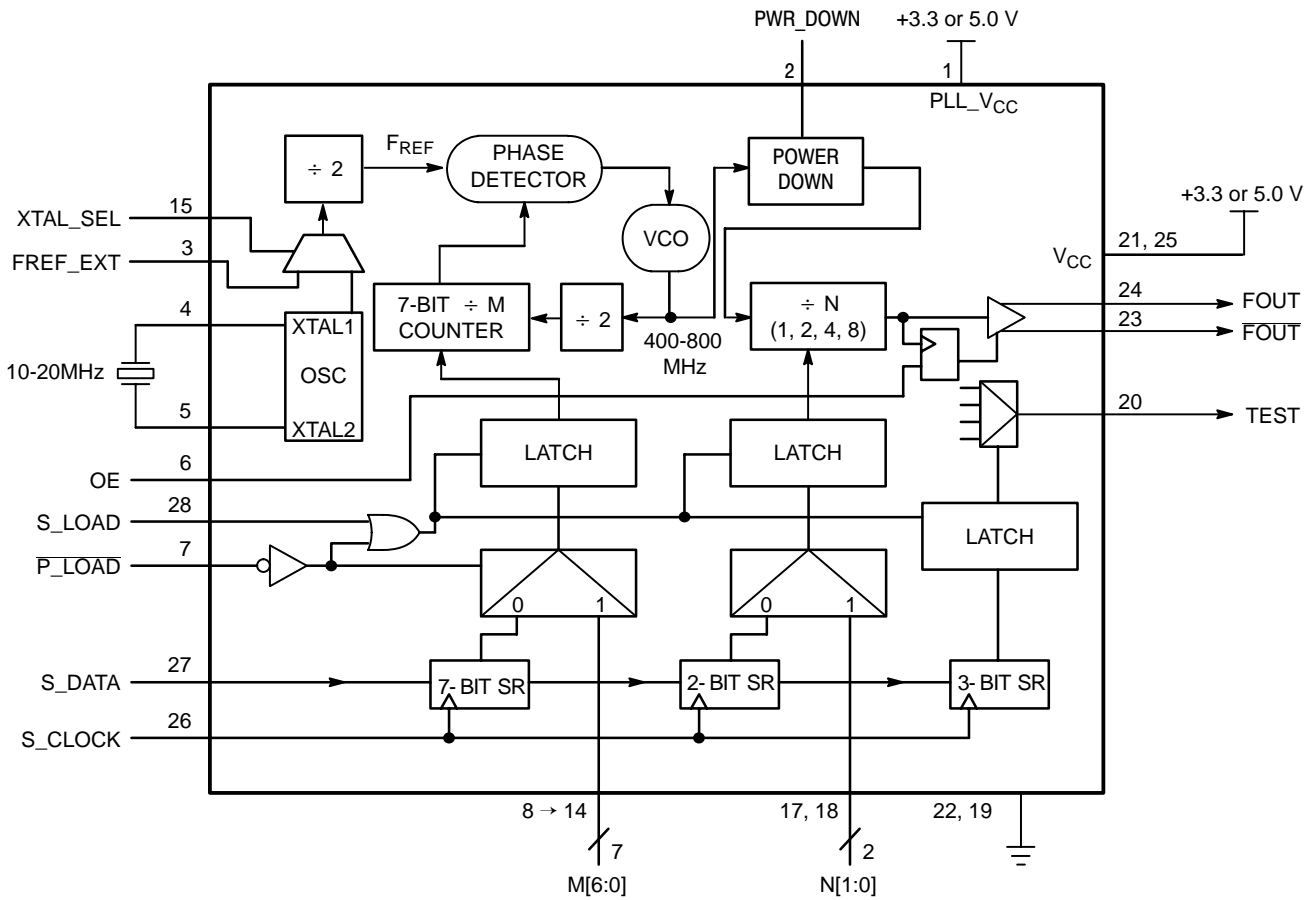 PWR_DOWN
+3.3 or 5.0 V
2
1
PLL_VCC
÷ 2
FREF
PHASE
DETECTOR
POWER
DOWN
+3.3 or 5.0 V
XTAL_SEL
15
VCO
VCC
21, 25
FREF_EXT
3
7-BIT ÷ M
COUNTER
÷ 2
400-800
MHz
÷ N
(1, 2, 4, 8)
24
FOUT
23
FOUT
4
XTAL1
10-20MHz
OSC
5
XTAL2
20
TEST
LATCH
LATCH
OE
6
S_LOAD
28
LATCH
P_LOAD
7
0
1
0
1
S_DATA
27
7- BIT SR
2- BIT SR
3- BIT SR
S_CLOCK
26
8 → 14
17, 18
22, 19
7
2
M[6:0]
N[1:0]